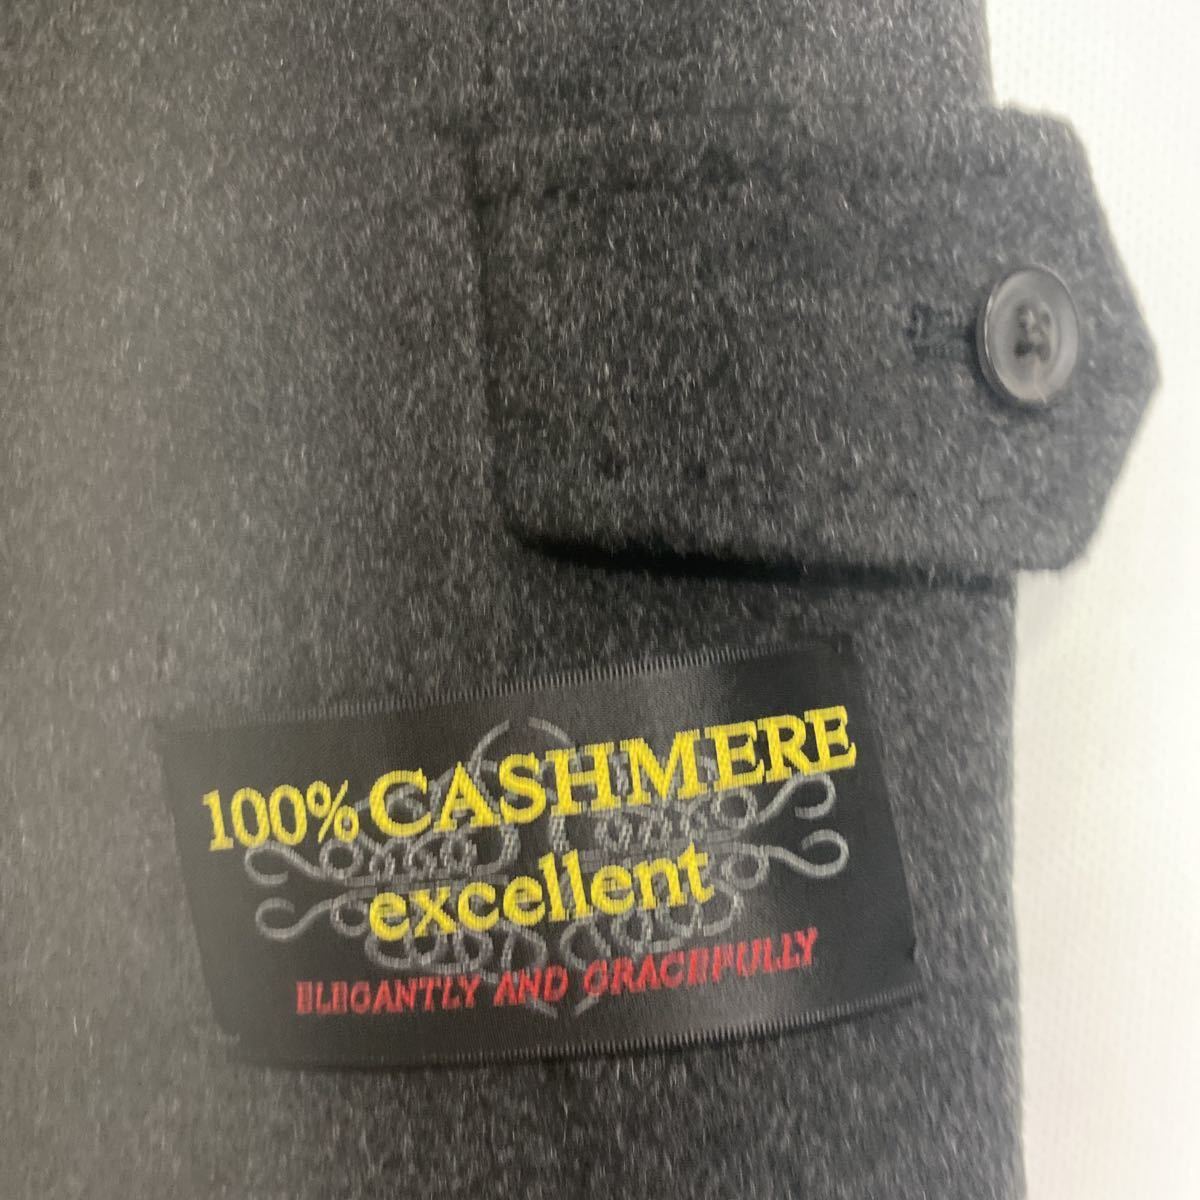 100% CASHMERE
excellent
ELEGANTLY AND GRACEFULLY